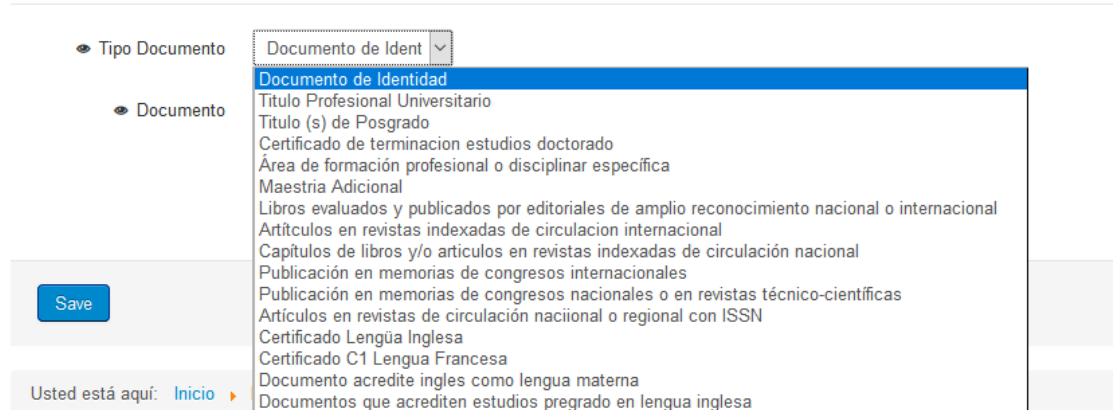 Tipo Documento
Documento de Ident
Documento
Documento de Identidad
Titulo Profesional Universitario
Titulo (s) de Posgrado
Certificado de terminacion estudios doctorado
Área de formación profesional o disciplinar específica
Maestria Adicional
Libros evaluados y publicados por editoriales de amplio reconocimiento nacional o internacional
Artítculos en revistas indexadas de circulacion internacional
Capítulos de libros y/o articulos en revistas indexadas de circulación nacional
Publicación en memorias de congresos internacionales
Publicación en memorias de congresos nacionales o en revistas técnico-científicas
Artículos en revistas de circulación naciional o regional con ISSN
Certificado Lengüa Inglesa
Certificado C1 Lengua Francesa
Documento acredite ingles como lengua materna
Documentos que acrediten estudios pregrado en lengua inglesa
Save
Usted está aquí: Inicio